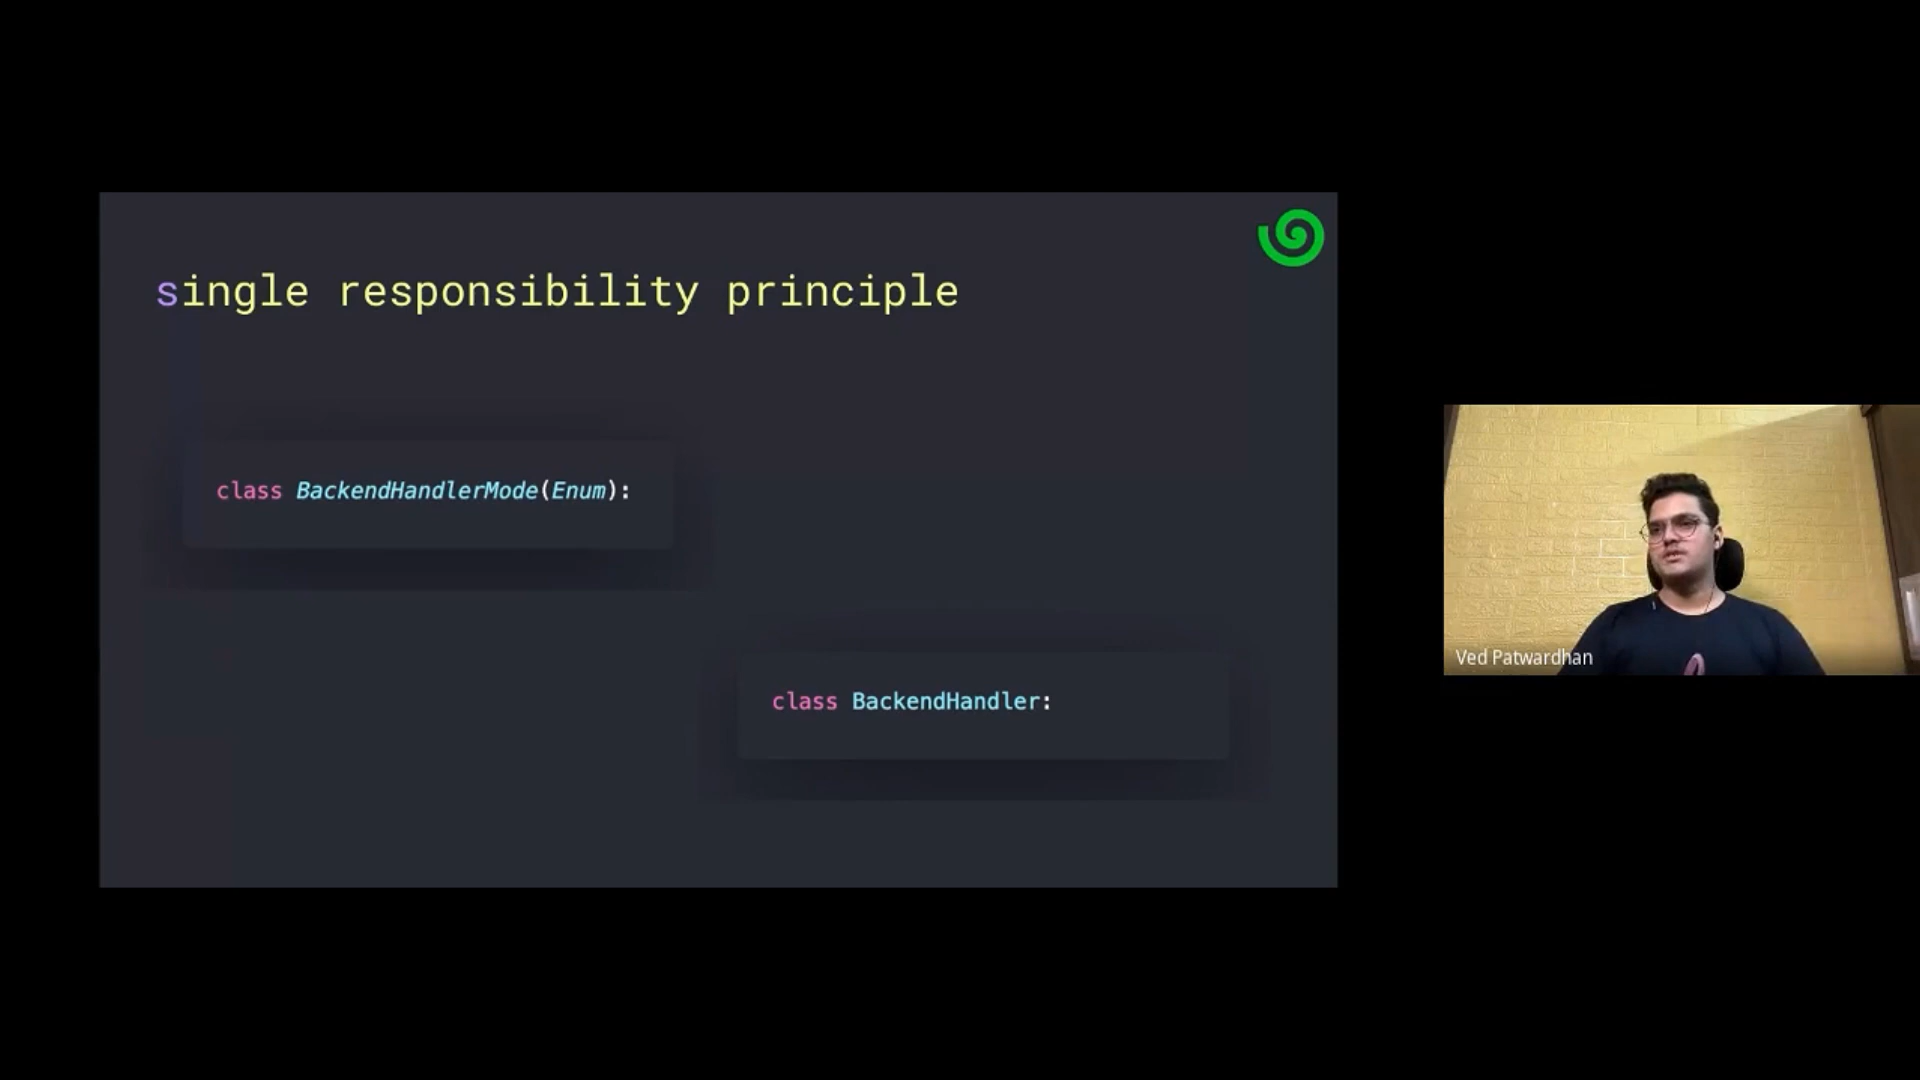 single responsibility principle
class BackendHandlerMode(Enum):
class BackendHandler:
Ved Patwardhan